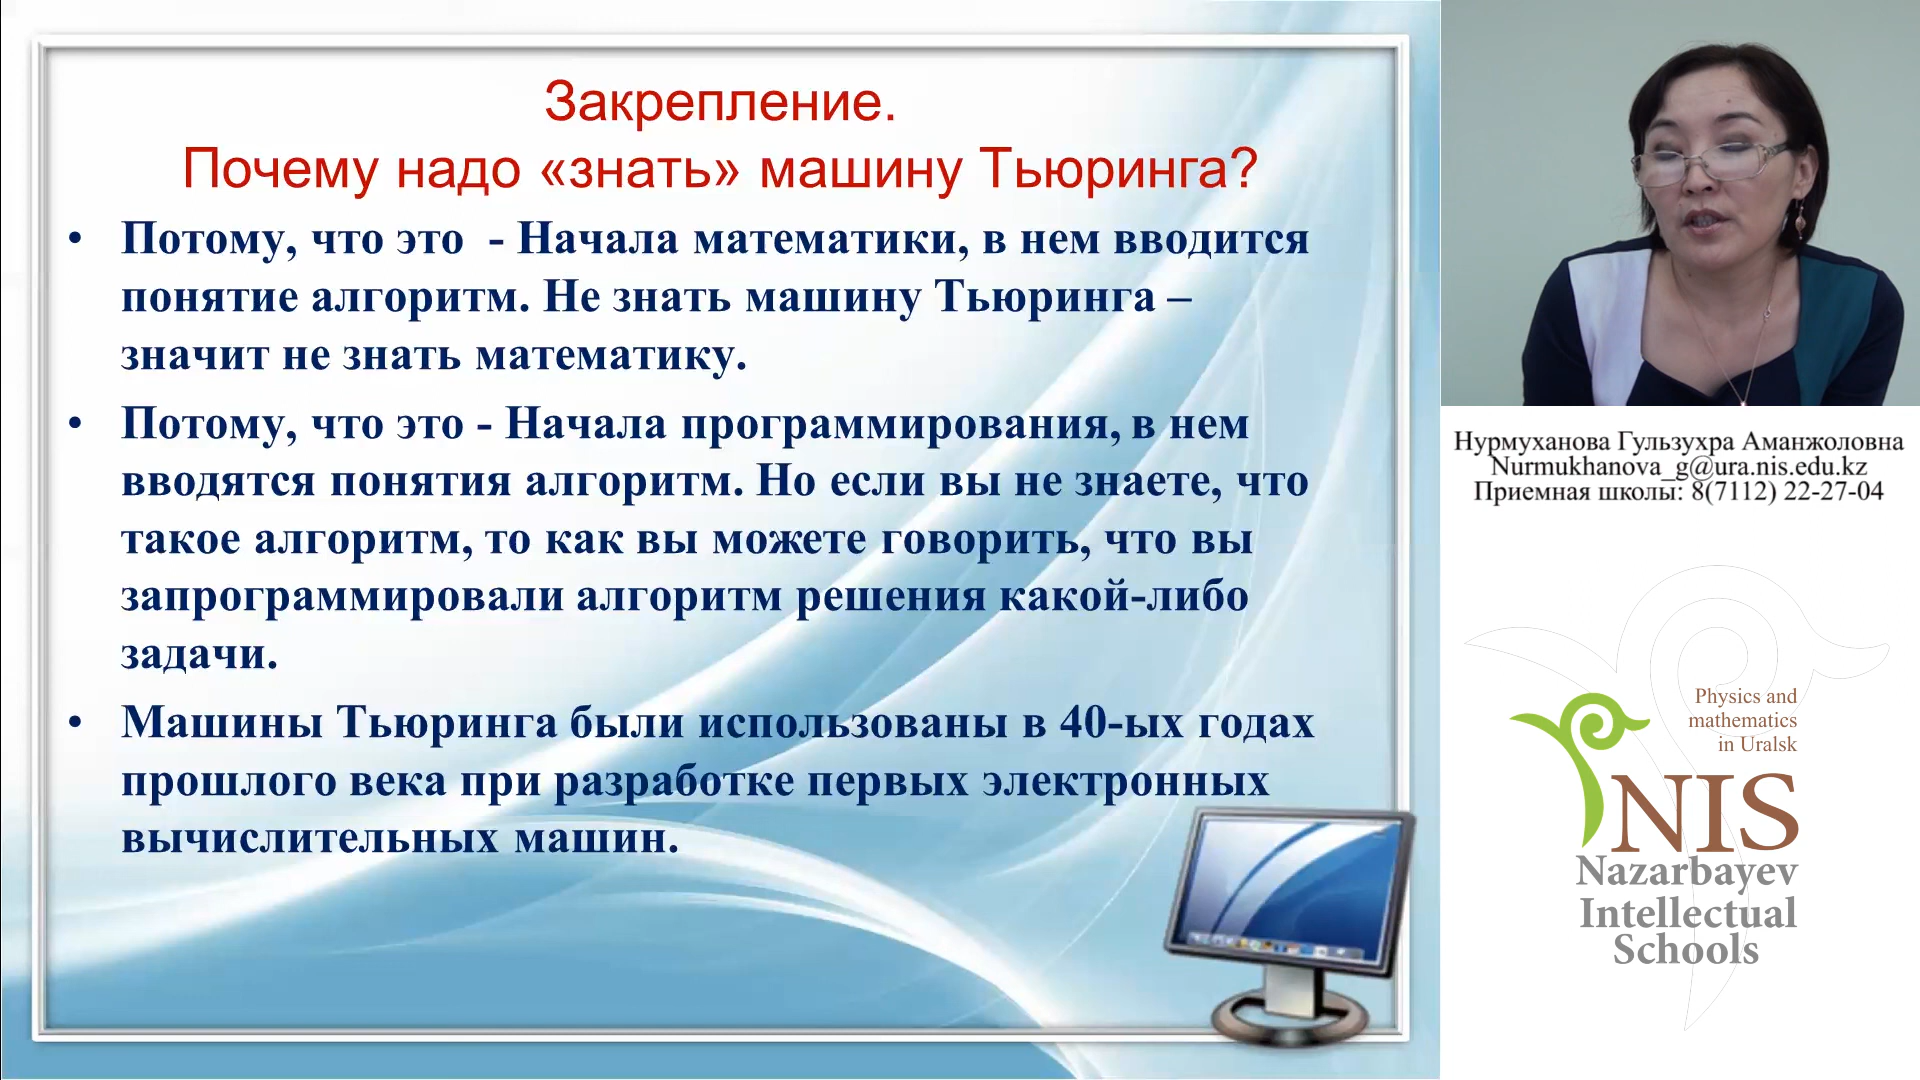 Закрепление.
Почему надо «знать» машину Тьюринга?
• Потому, что это  - Начала математики, в нем вводится
понятие алгоритм. Не знать машину Тьюринга –
значит не знать математику.
• Потому, что это - Начала программирования, в нем
вводятся понятия алгоритм. Но если вы не знаете, что
такое алгоритм, то как вы можете говорить, что вы
запрограммировали алгоритм решения какой-либо
задачи.
• Машины Тьюринга были использованы в 40-ых годах
прошлого века при разработке первых электронных
вычислительных машин.
Нурмуханова Гульзухра Аманжоловна
Nurmukhanova_g@ura.nis.edu.kz
Приемная школы: 8(7112) 22-27-04
Physics and
mathematics
in Uralsk
NIS
Nazarbayev
Intellectual
Schools